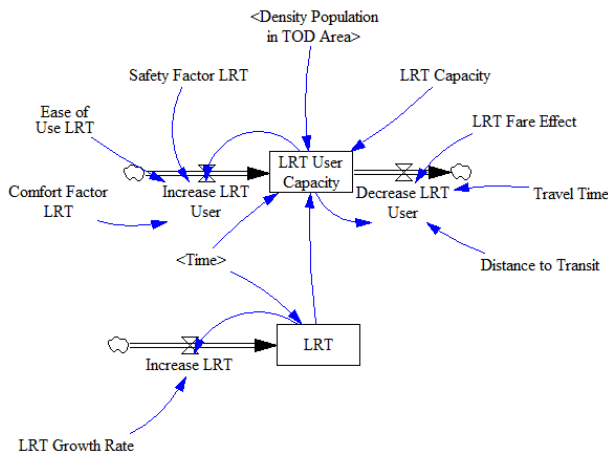 <Density Population
in TOD Area>
Safety Factor LRT
LRT Capacity
Ease of
Use LRT
LRT Fare Effect
LRT User
Capacity
Increase LRT
User
Decrease LRT
User
Comfort Factor
LRT
Travel Time
<Time>
Distance to Transit
LRT
Increase LRT
LRT Growth Rate